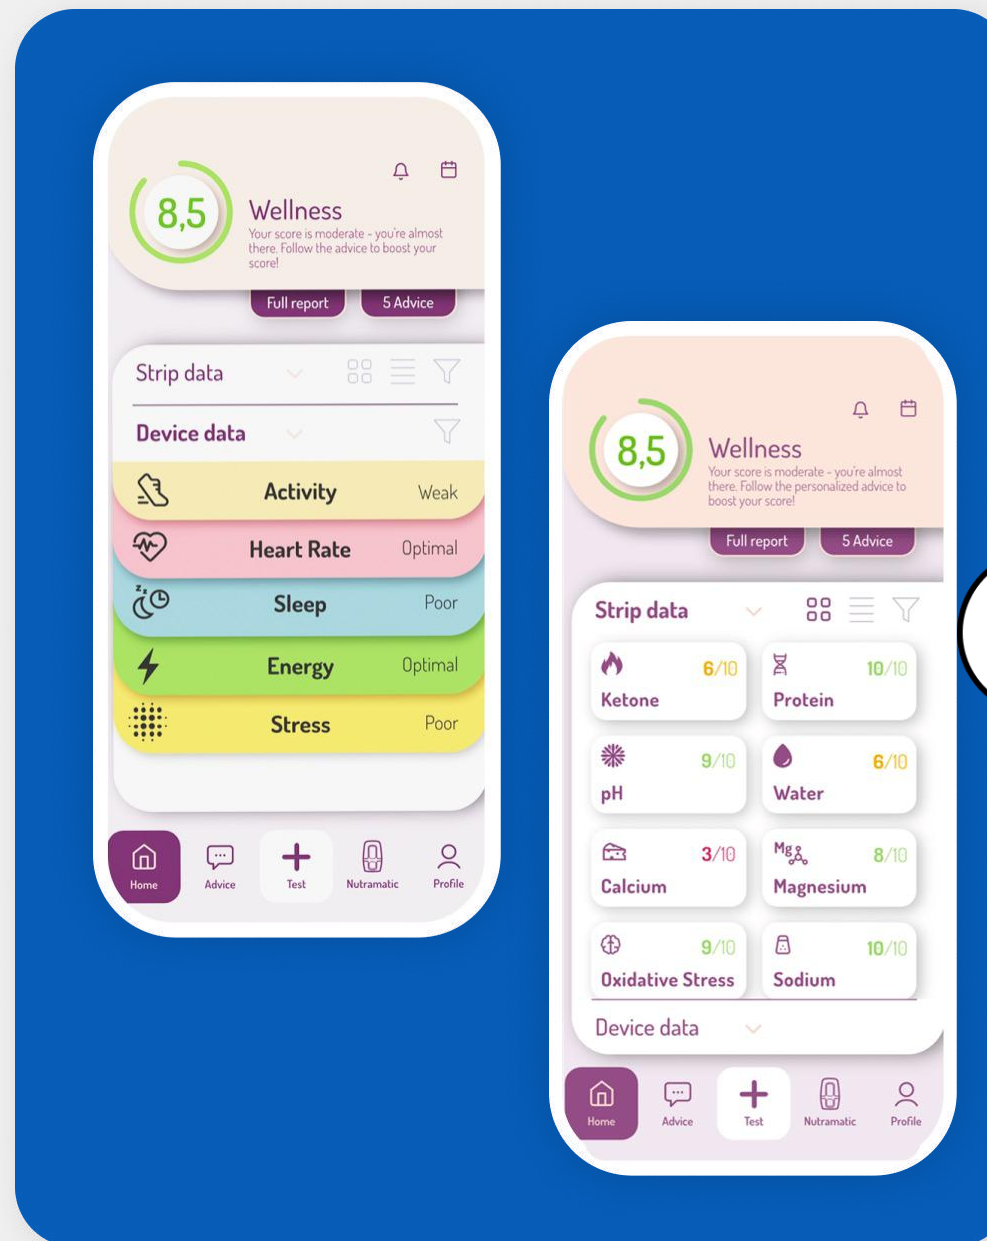 8,5
Wellness
Your score is moderate - you're almost
there. Follow the advice to boost your
score!
Full report
5 Advice
Strip data
Device data
Activity Weak
Heart Rate Optimal
Sleep Poor
Energy Optimal
Stress Poor
Home Advice Test Nutramatic Profile
8,5
Wellness
Your score is moderate - you're almost
there. Follow the personalized advice to
boost your score!
Full report
5 Advice
Strip data
6/10
Ketone
10/10
Protein
9/10
pH
6/10
Water
3/10
Calcium
Mg
8/10
Magnesium
9/10
Oxidative Stress
10/10
Sodium
Device data
Home Advice Test Nutramatic Profile